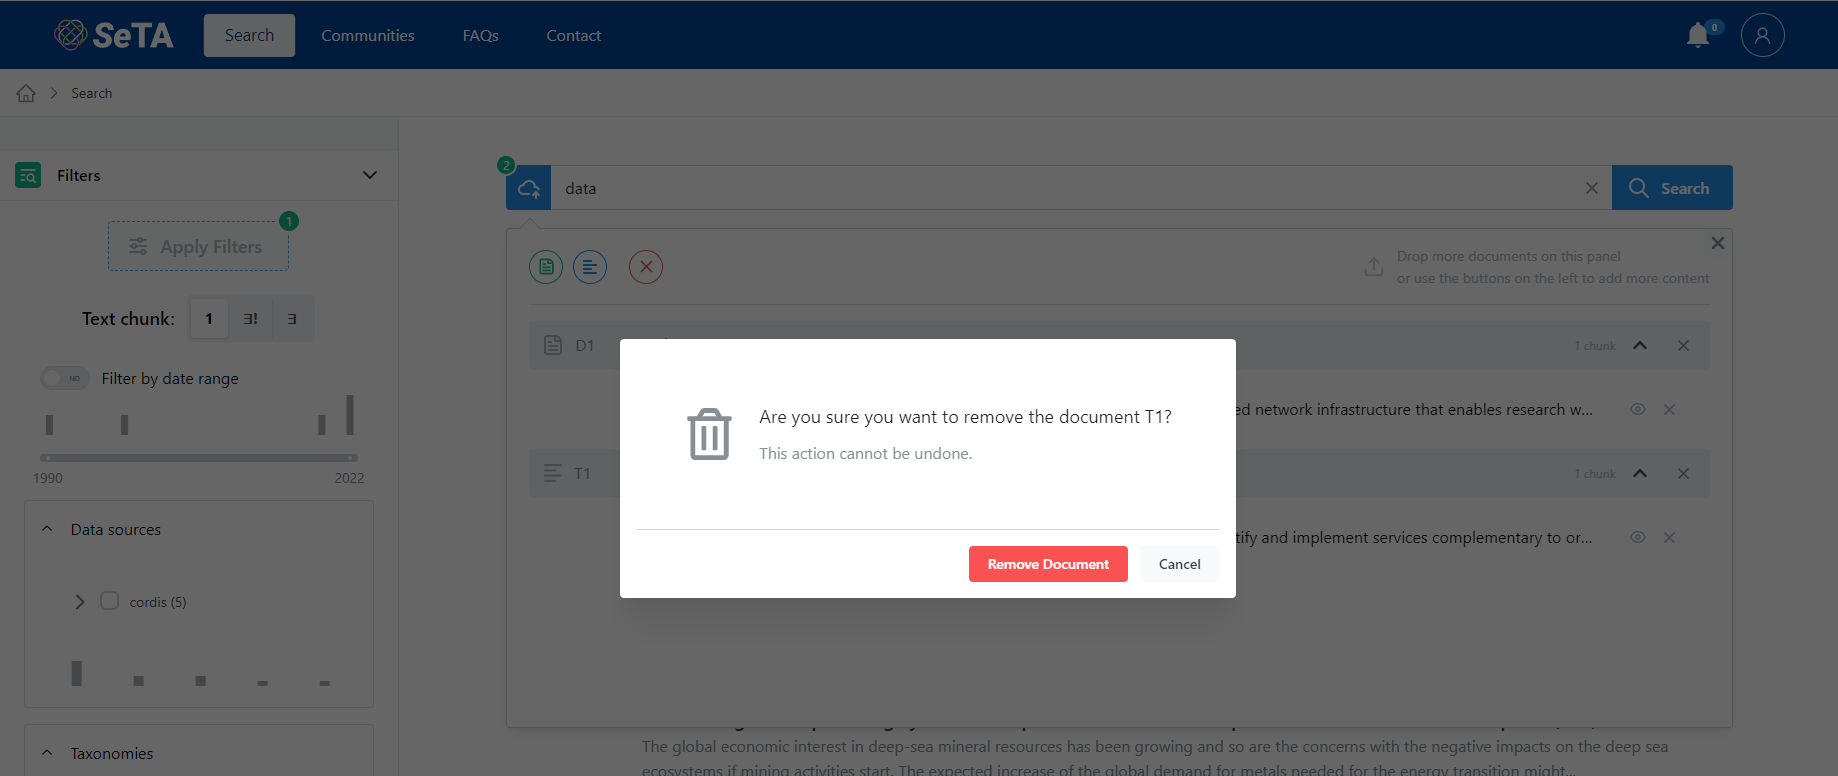 SeTA
Search
Communities
FAQs
Contact
0
Search
Filters
1
Apply Filters
Text chunk:
1
∃!
∃
NO
Filter by date range
1990
2022
Data sources
cordis (5)
Taxonomies
2
data
Search
Drop more documents on this panel
or use the buttons on the left to add more content
D1
1 chunk
ed network infrastructure that enables research w...
T1
1 chunk
tify and implement services complementary to or...
Are you sure you want to remove the document T1?
This action cannot be undone.
Remove Document
Cancel
The global economic interest in deep-sea mineral resources has been growing and so are the concerns with the negative impacts on the deep sea
ecosystems if mining activities start. The expected increase of the global demand for metals needed for the energy transition might...